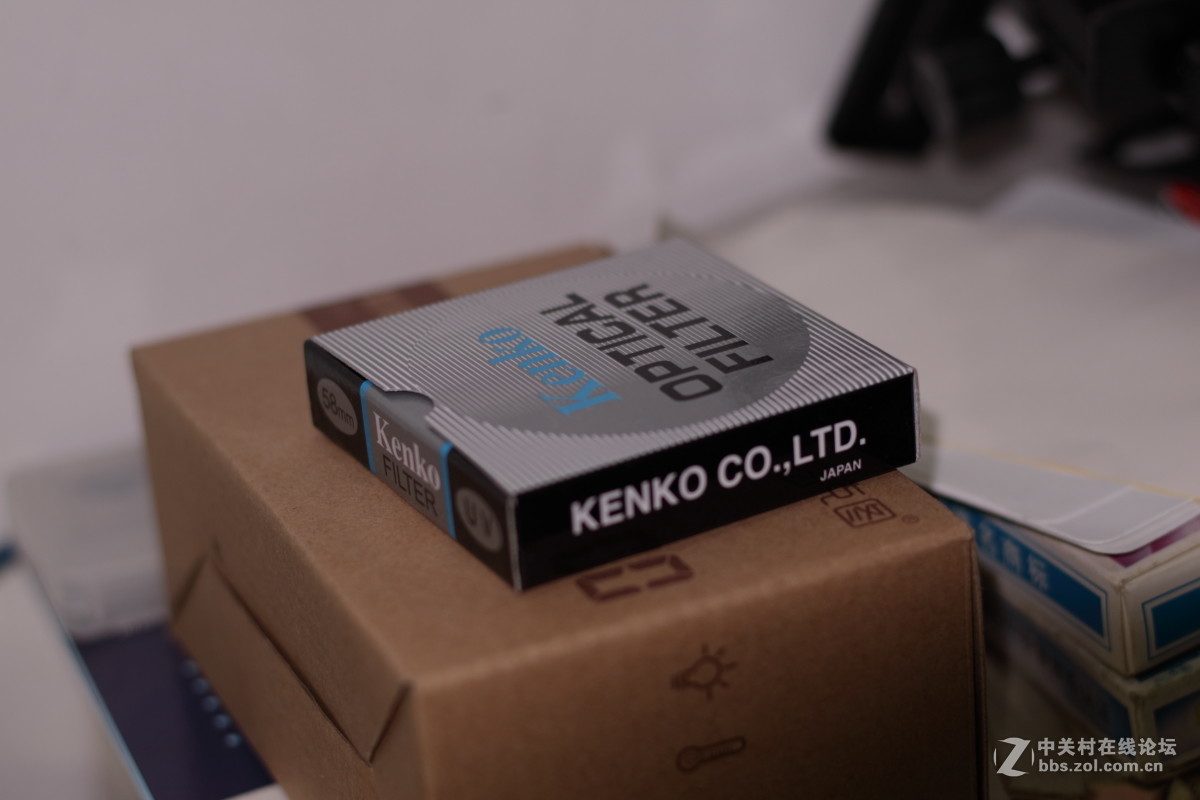 Kenko
OPTICAL
FILTER
58mm
Kenko
FILTER
UV
KENKO CO.,LTD.
JAPAN
中关村在线论坛
bbs.zol.com.cn